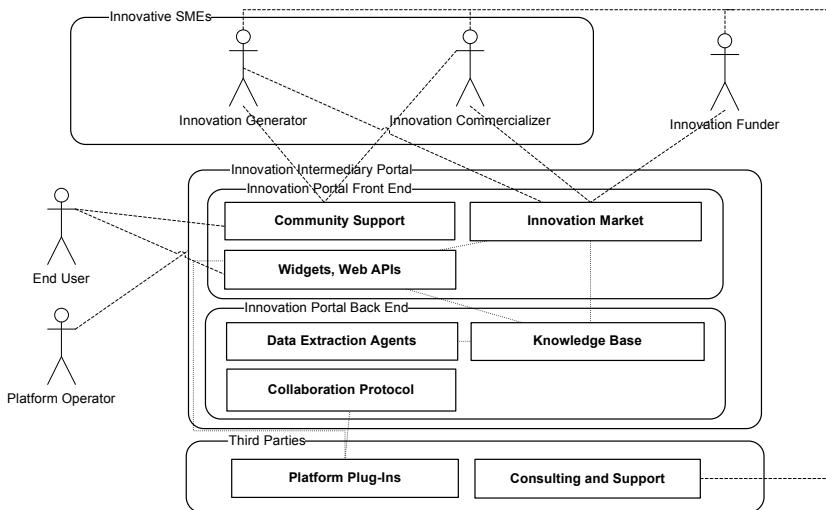 Innovative SMEs
Innovation Generator
Innovation Commercializer
Innovation Funder
Innovation Intermediary Portal
Innovation Portal Front End
Community Support
Innovation Market
Widgets, Web APIs
End User
Innovation Portal Back End
Data Extraction Agents
Knowledge Base
Collaboration Protocol
Platform Operator
Third Parties
Platform Plug-Ins
Consulting and Support